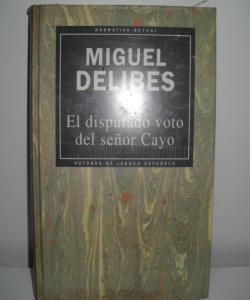 NARRATIVA ACTUAL
MIGUEL
DELIBES
El disputado voto
del señor Cayo
AUTORES DE LENGUA ESPAÑOLA